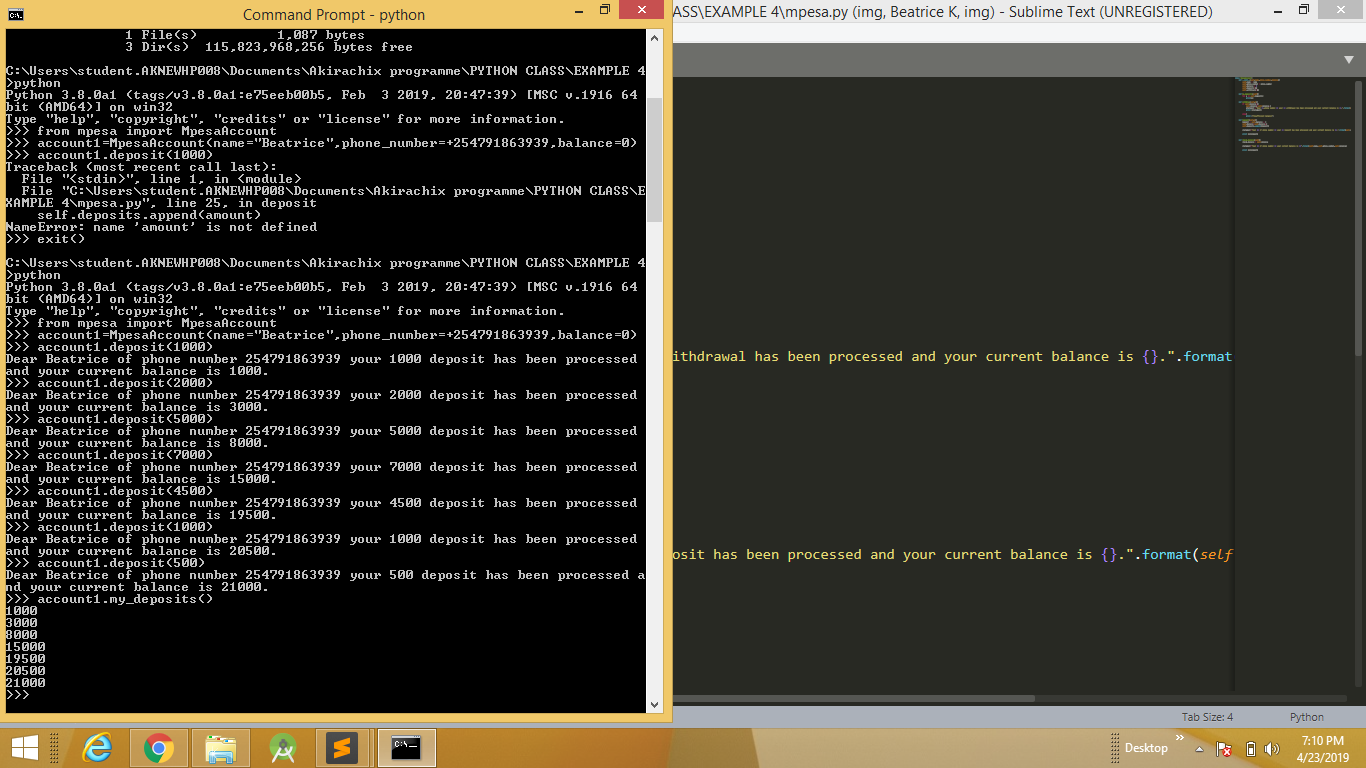 Command Prompt - python
1 File(s)          1,087 bytes
3 Dir(s)  115,823,968,256 bytes free
C:\Users\student.AKNEWHP008\Documents\Akirachix programme\PYTHON CLASS\EXAMPLE 4
>python
Python 3.8.0a1 (tags/v3.8.0a1:e75eeb00b5, Feb  3 2019, 20:47:39) [MSC v.1916 64
bit (AMD64)] on win32
Type "help", "copyright", "credits" or "license" for more information.
>>> from mpesa import MpesaAccount
>>> account1=MpesaAccount(name="Beatrice",phone_number=+254791863939,balance=0)
>>> account1.deposit(1000)
Traceback (most recent call last):
  File "<stdin>", line 1, in <module>
  File "C:\Users\student.AKNEWHP008\Documents\Akirachix programme\PYTHON CLASS\E
XAMPLE 4\mpesa.py", line 25, in deposit
    self.deposits.append(amount)
NameError: name 'amount' is not defined
>>> exit()
C:\Users\student.AKNEWHP008\Documents\Akirachix programme\PYTHON CLASS\EXAMPLE 4
>python
Python 3.8.0a1 (tags/v3.8.0a1:e75eeb00b5, Feb  3 2019, 20:47:39) [MSC v.1916 64
bit (AMD64)] on win32
Type "help", "copyright", "credits" or "license" for more information.
>>> from mpesa import MpesaAccount
>>> account1=MpesaAccount(name="Beatrice",phone_number=+254791863939,balance=0)
>>> account1.deposit(1000)
Dear Beatrice of phone number 254791863939 your 1000 deposit has been processed
and your current balance is 1000.
>>> account1.deposit(2000)
Dear Beatrice of phone number 254791863939 your 2000 deposit has been processed
and your current balance is 3000.
>>> account1.deposit(5000)
Dear Beatrice of phone number 254791863939 your 5000 deposit has been processed
and your current balance is 8000.
>>> account1.deposit(7000)
Dear Beatrice of phone number 254791863939 your 7000 deposit has been processed
and your current balance is 15000.
>>> account1.deposit(4500)
Dear Beatrice of phone number 254791863939 your 4500 deposit has been processed
and your current balance is 19500.
>>> account1.deposit(1000)
Dear Beatrice of phone number 254791863939 your 1000 deposit has been processed
and your current balance is 20500.
>>> account1.deposit(500)
Dear Beatrice of phone number 254791863939 your 500 deposit has been processed a
nd your current balance is 21000.
>>> account1.my_deposits()
1000
3000
8000
15000
19500
20500
21000
>>>
ASS\EXAMPLE 4\mpesa.py (img, Beatrice K, img) - Sublime Text (UNREGISTERED)
ithdrawal has been processed and your current balance is {}.".format
osit has been processed and your current balance is {}.".format(self
Tab Size: 4
Python
C:\_
Desktop
7:10 PM
4/23/2019